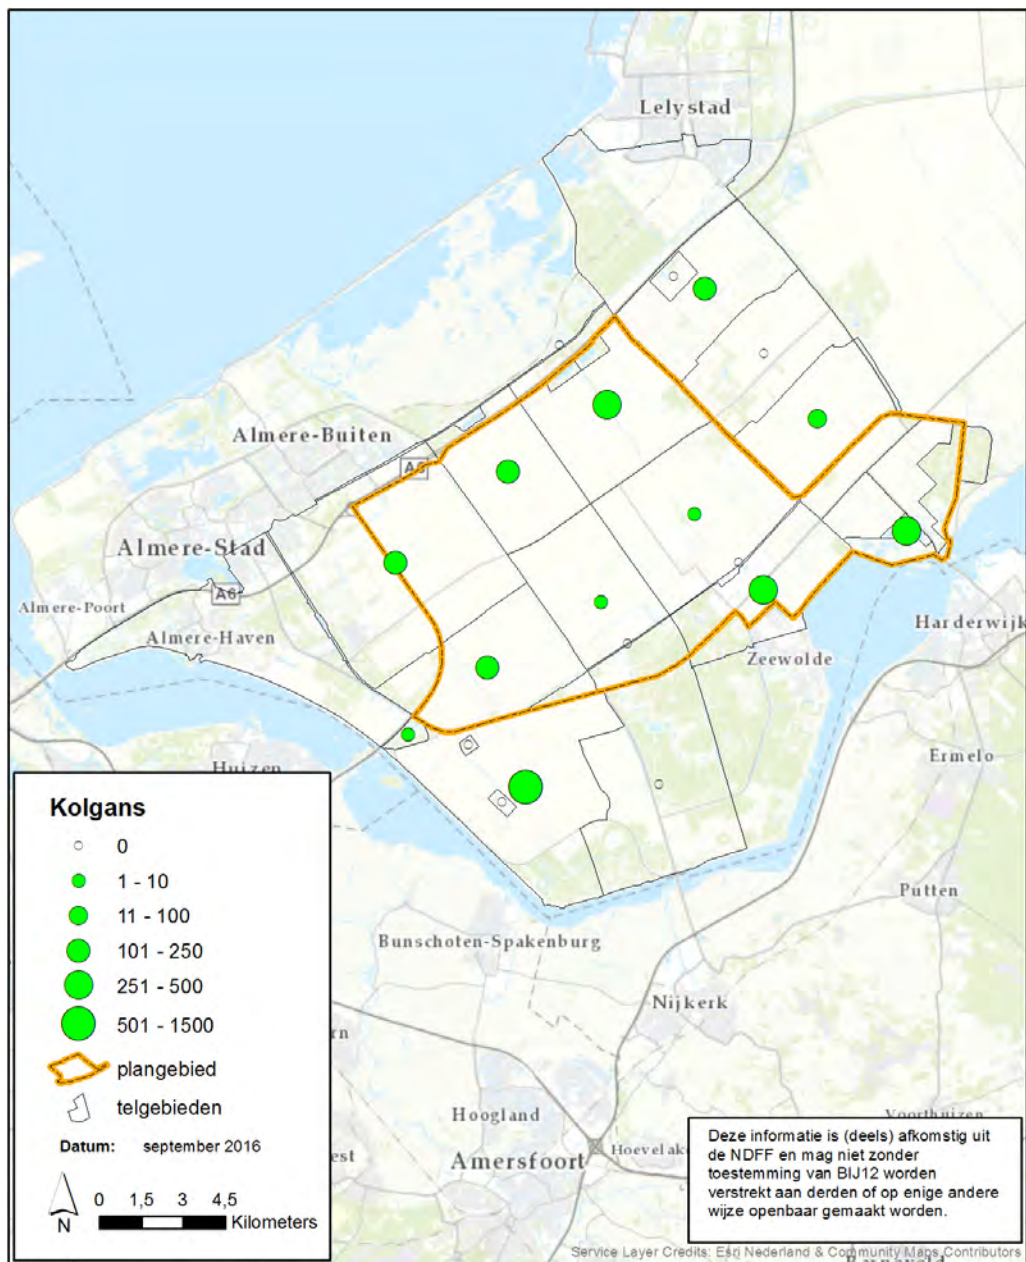 Lelystad
Almere-Buiten
A6
Almere-Stad
A6
Almere-Poort
Almere-Haven
Harderwijk
Zeewolde
Huizen
Ermelo
Putten
Bunschoten-Spakenburg
Nijkerk
Hoogland
Voorthuizen
Amersfoort
Kolgans
0
1 - 10
11 - 100
101 - 250
251 - 500
501 - 1500
plangebied
telgebieden
Datum: september 2016
N
0 1,5 3 4,5
Kilometers
Deze informatie is (deels) afkomstig uit
de NDFF en mag niet zonder
toestemming van BIJ12 worden
verstrekt aan derden of op enige andere
wijze openbaar gemaakt worden.
Service Layer Credits: Esri Nederland & Community Maps Contributors